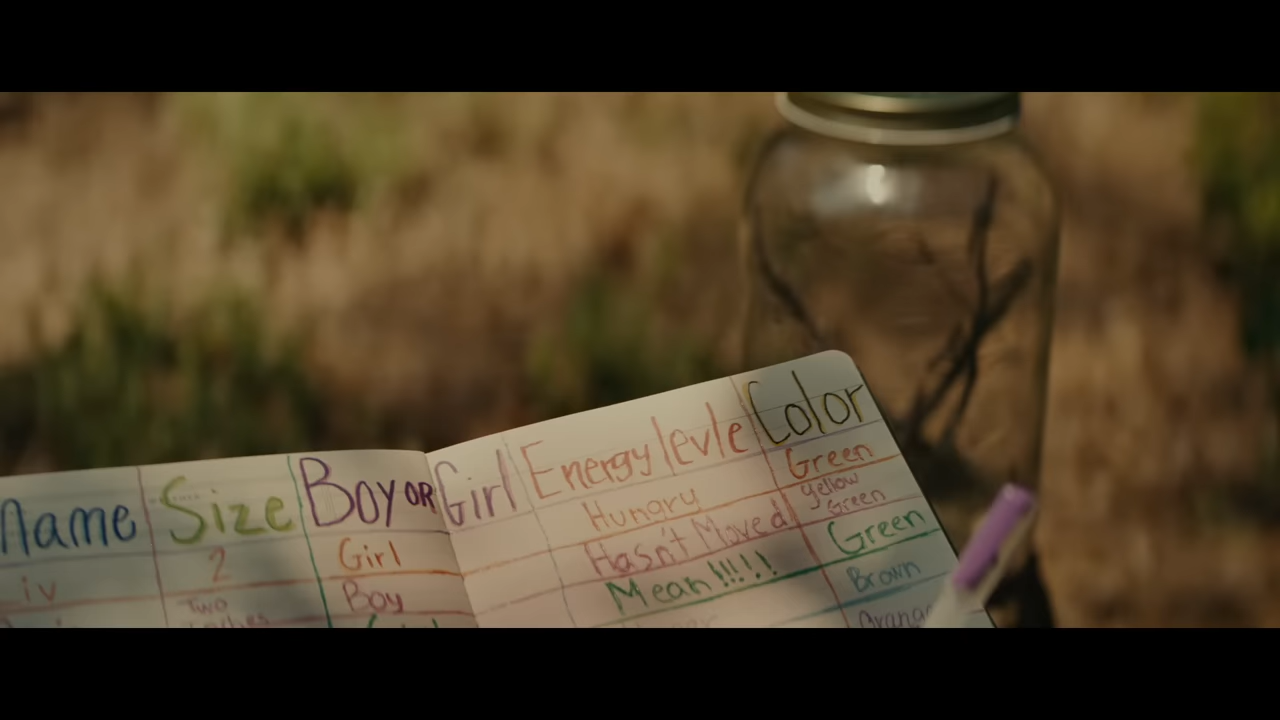 Name Size Boy OR Girl Energy levle Color
iv 2 Girl Hungry Green
Two Boy Hasn't Moved yellow Green
Mean!!!!! Green
Brown